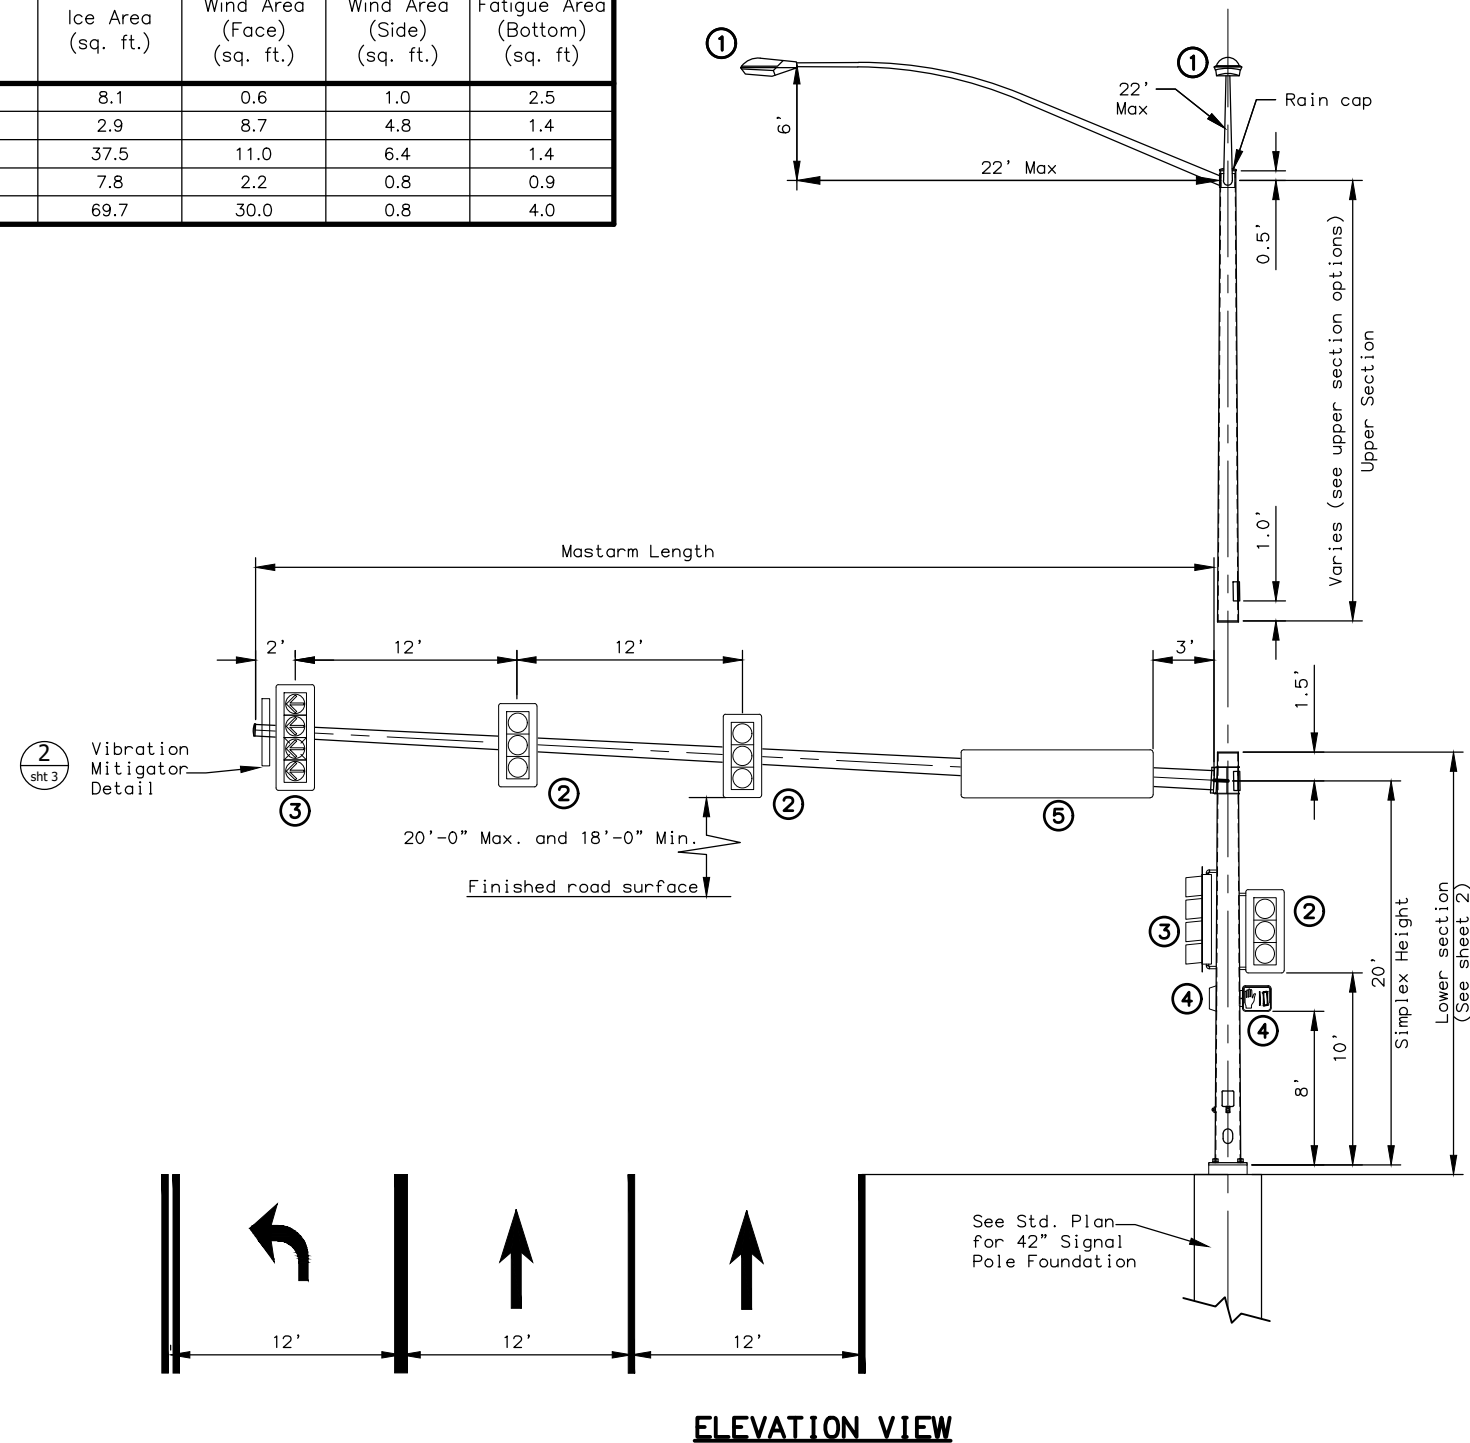 Ice Area
(sq. ft.)
Wind Area
(Face)
(sq. ft.)
Wind Area
(Side)
(sq. ft.)
Fatigue Area
(Bottom)
(sq. ft)
8.1 0.6 1.0 2.5
2.9 8.7 4.8 1.4
37.5 11.0 6.4 1.4
7.8 2.2 0.8 0.9
69.7 30.0 0.8 4.0
1
1
22'
Max
Rain cap
6'
22' Max
0.5'
Varies (see upper section options)
Upper Section
1.0'
Mastarm Length
2'
12'
12'
3'
1.5'
2
sht 3
Vibration
Mitigator
Detail
3
2
2
5
20'-0" Max. and 18'-0" Min.
Finished road surface
3
2
4
4
8'
10'
20'
Simplex Height
Lower section
(See sheet 2)
See Std. Plan
for 42" Signal
Pole Foundation
12'
12'
12'
ELEVATION VIEW